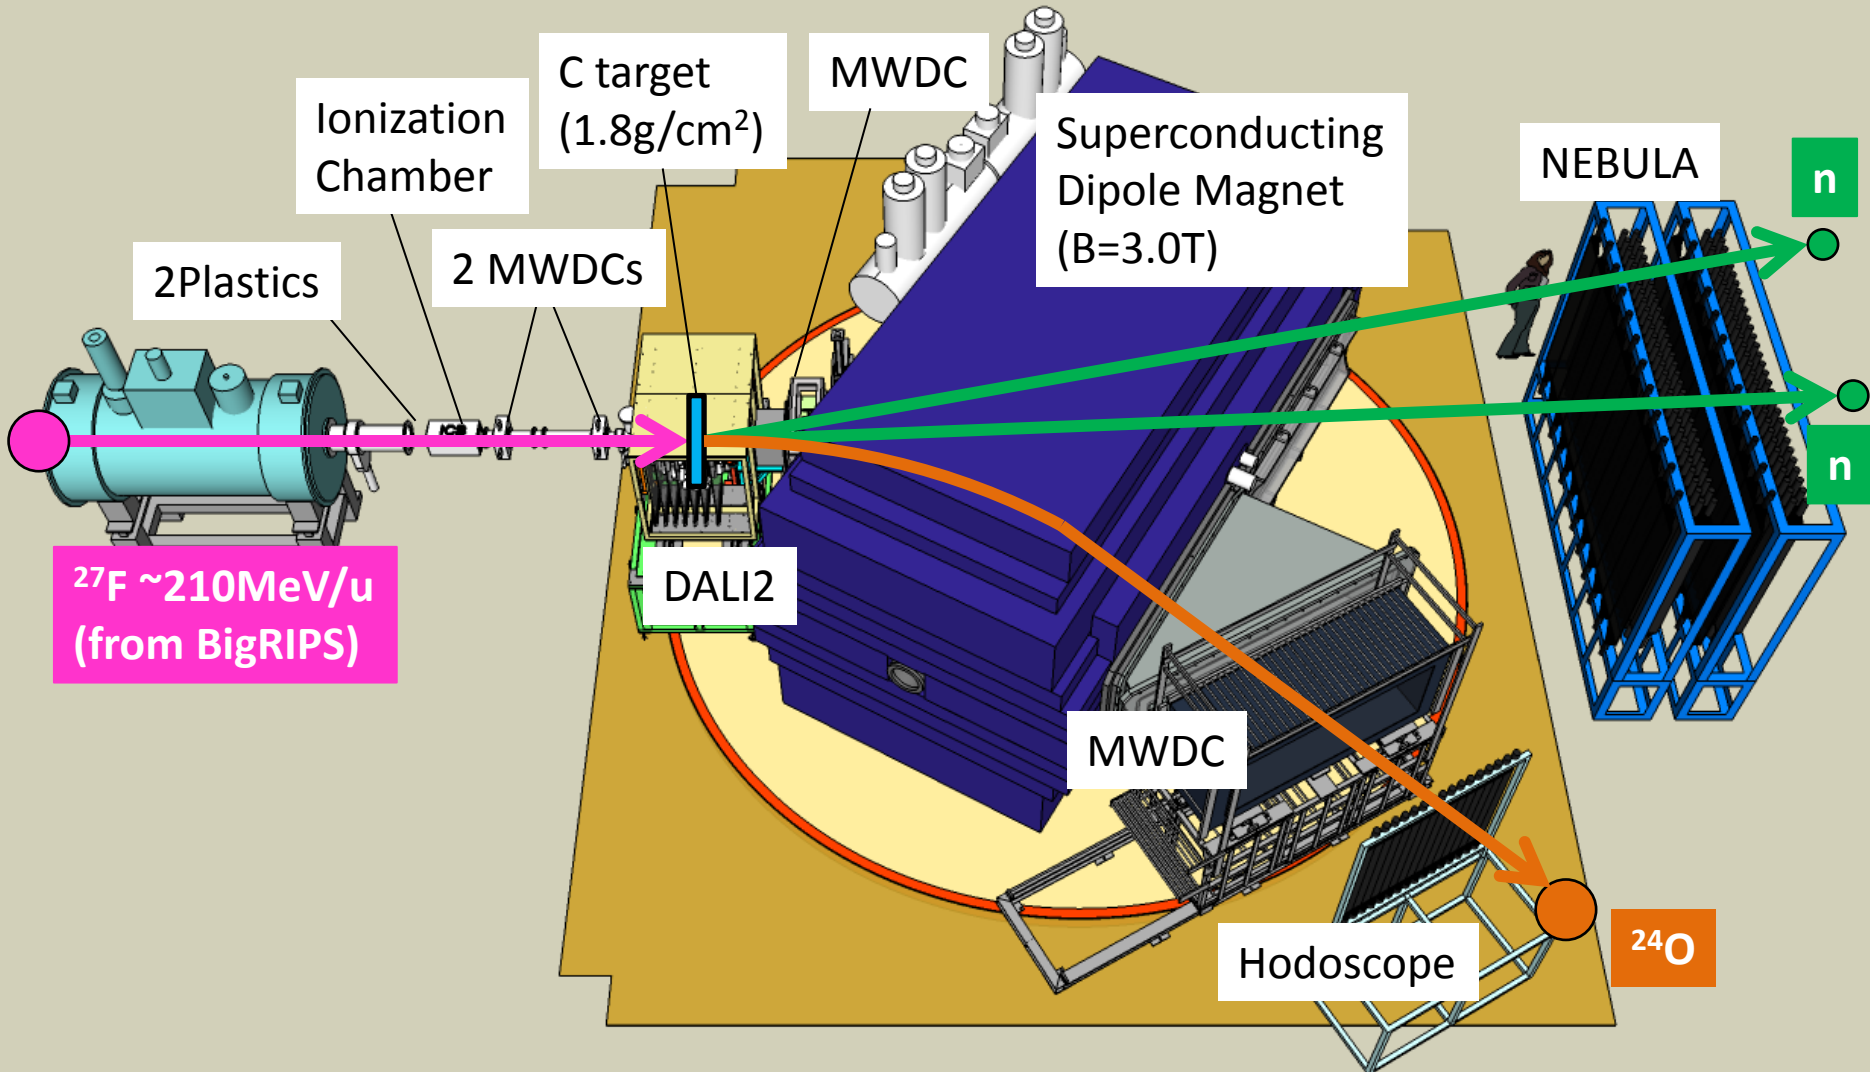 C target
(1.8g/cm²)
MWDC
Ionization
Chamber
Superconducting
Dipole Magnet
(B=3.0T)
NEBULA
n
2Plastics
2 MWDCs
ICB
n
²⁷F ~210MeV/u
(from BigRIPS)
DALI2
MWDC
Hodoscope
²⁴O